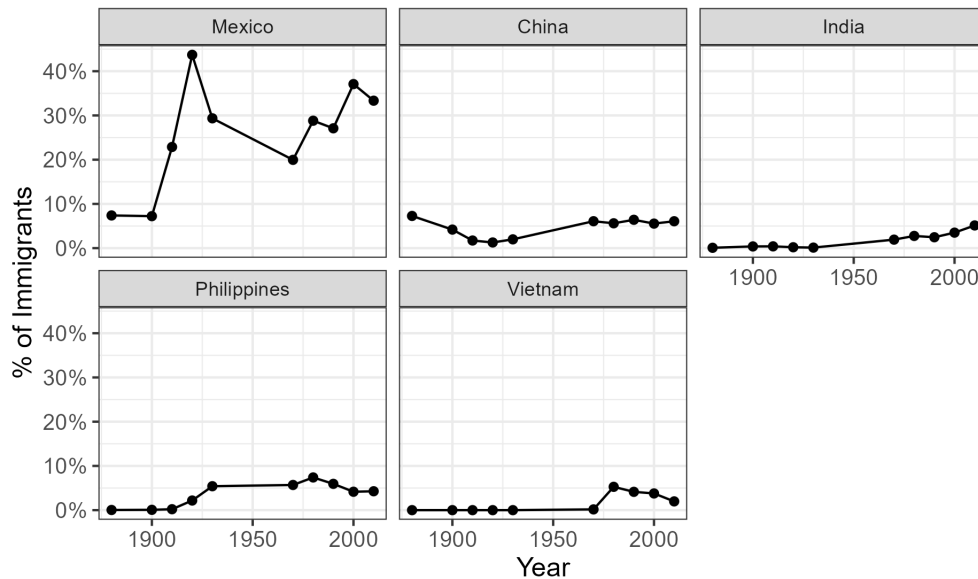 Mexico
China
India
40%
30%
20%
10%
0%
1900
1950
2000
Philippines
Vietnam
40%
30%
20%
10%
0%
1900
1950
2000
1900
1950
2000
% of Immigrants
Year